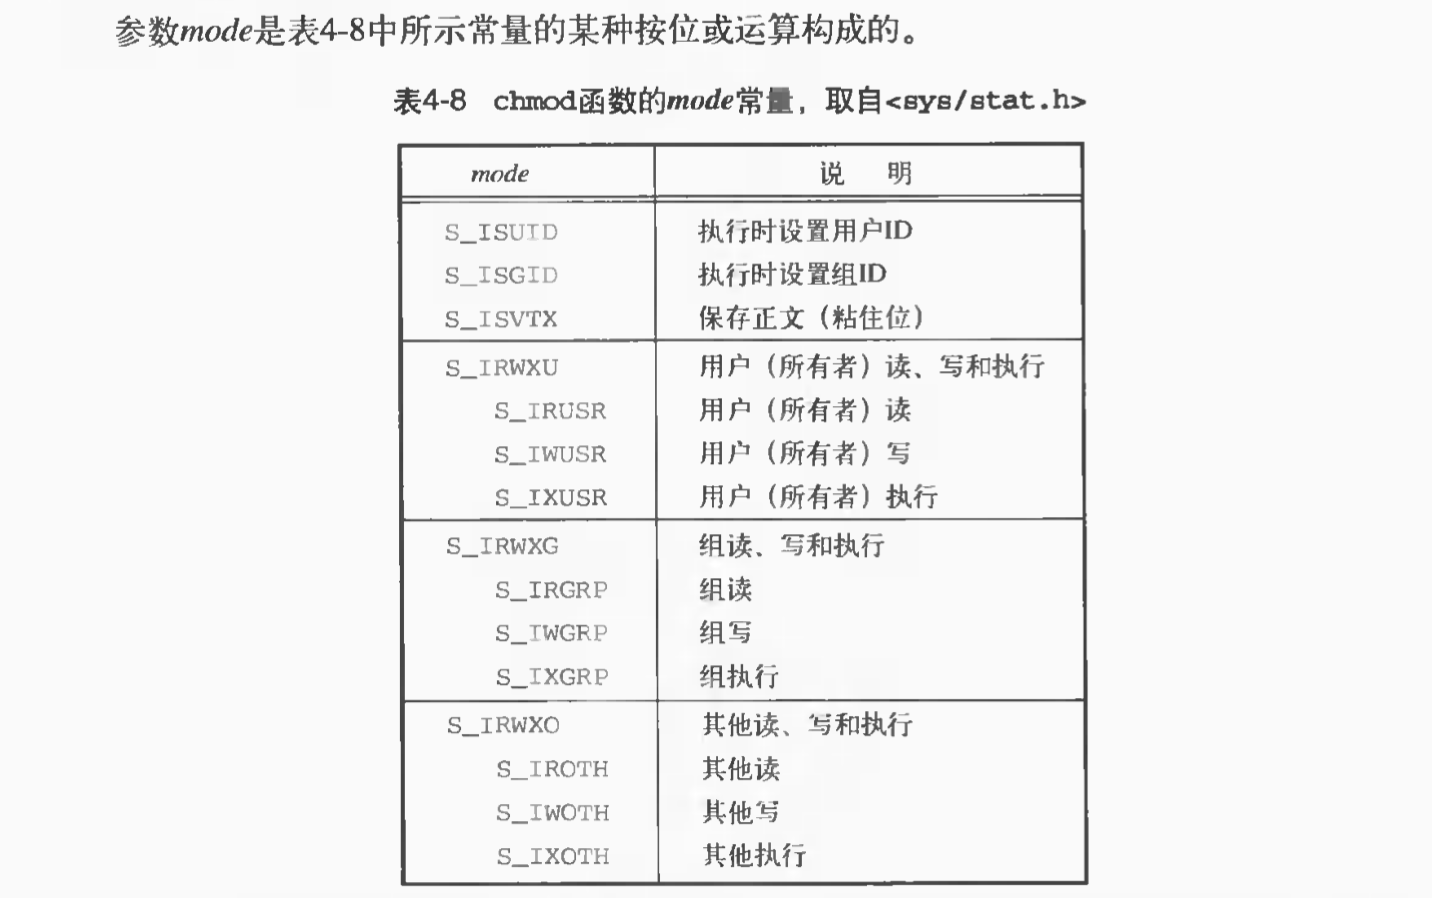 参数mode是表4-8中所示常量的某种按位或运算构成的。
表4-8 chmod函数的mode常量，取自<sys/stat.h>
mode 说 明
S_ISUID 执行时设置用户ID
S_ISGID 执行时设置组ID
S_ISVTX 保存正文（粘住位）
S_IRWXU 用户（所有者）读、写和执行
S_IRUSR 用户（所有者）读
S_IWUSR 用户（所有者）写
S_IXUSR 用户（所有者）执行
S_IRWXG 组读、写和执行
S_IRGRP 组读
S_IWGRP 组写
S_IXGRP 组执行
S_IRWXO 其他读、写和执行
S_IROTH 其他读
S_IWOTH 其他写
S_IXOTH 其他执行